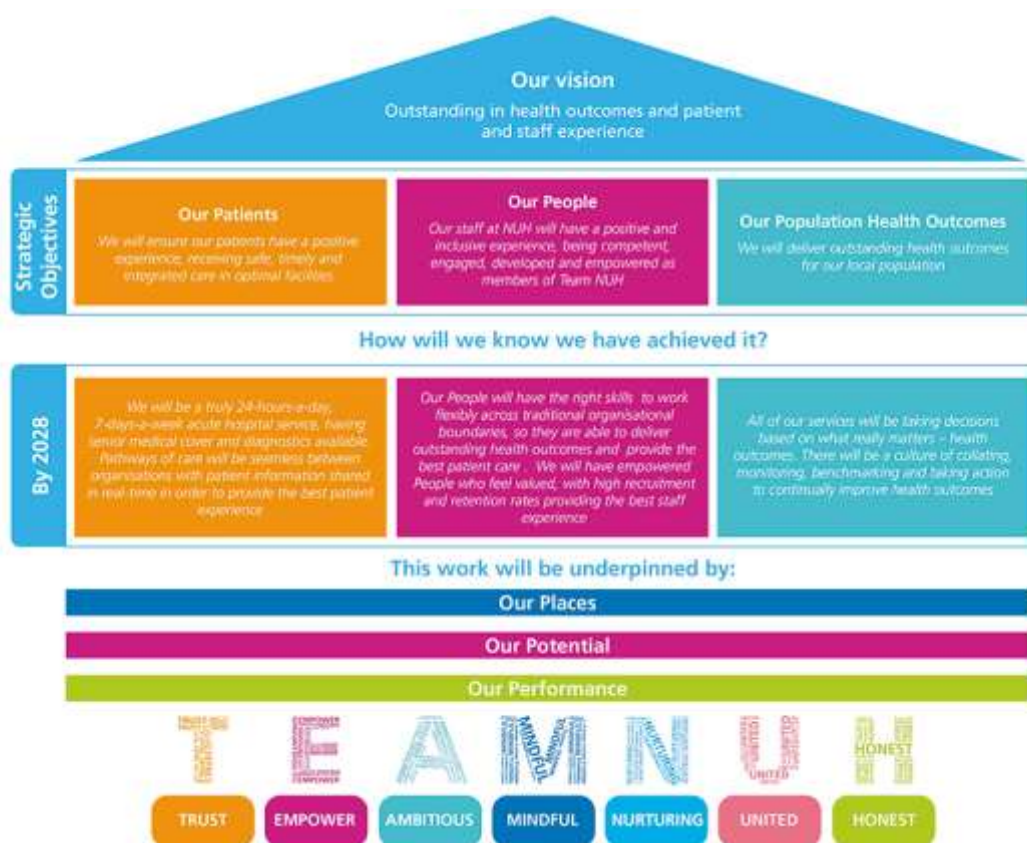 Our vision
Outstanding in health outcomes and patient
and staff experience
Strategic
Objectives
Our Patients
We will ensure our patients have a positive
experience, receiving safe, timely and
integrated care in optimal facilities
Our People
Our staff at NUH will have a positive and
inclusive experience, being competent,
engaged, developed and empowered as
members of Team NUH
Our Population Health Outcomes
We will deliver outstanding health outcomes
for our local population
How will we know we have achieved it?
By 2028
We will be a truly 24-hours-a-day,
7-days-a-week acute hospital service, having
senior medical cover and diagnostics available.
Pathways of care will be seamless between
organisations with patient information shared
in real-time in order to provide the best patient
experience
Our People will have the right skills to work
flexibly across traditional organisational
boundaries, so they are able to deliver
outstanding health outcomes and provide the
best patient care . We will have empowered
People who feel valued, with high recruitment
and retention rates providing the best staff
experience
All of our services will be taking decisions
based on what really matters – health
outcomes. There will be a culture of collating,
monitoring, benchmarking and taking action
to continually improve health outcomes
This work will be underpinned by:
Our Places
Our Potential
Our Performance
T E A M N U H
TRUST EMPOWER AMBITIOUS MINDFUL NURTURING UNITED HONEST